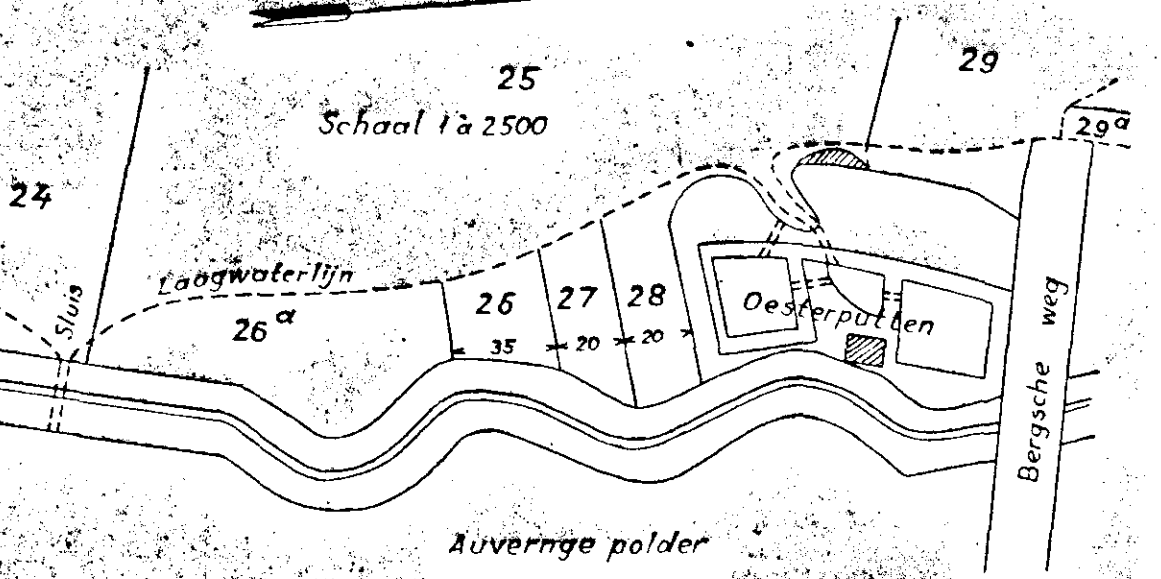 25
29
Schaal 1 à 2500
29a
24
Laagwaterlijn
Sluis
26a
26
27
28
35
20
20
Oesterputten
Bergsche weg
Auvernge polder